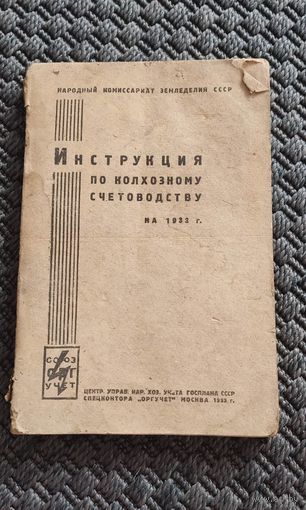 НАРОДНЫЙ КОМИССАРИАТ ЗЕМЛЕДЕЛИЯ СССР
ИНСТРУКЦИЯ
ПО КОЛХОЗНОМУ
СЧЕТОВОДСТВУ
НА 1933 г.
СОЮЗ
ОРГ
УЧЕТ
ЦЕНТР. УПРАВ. НАР. ХОЗ. УЧЕТА ГОСПЛАНА СССР
СПЕЦКОНТОРА „ОРГУЧЕТ" МОСКВА 1933 г.